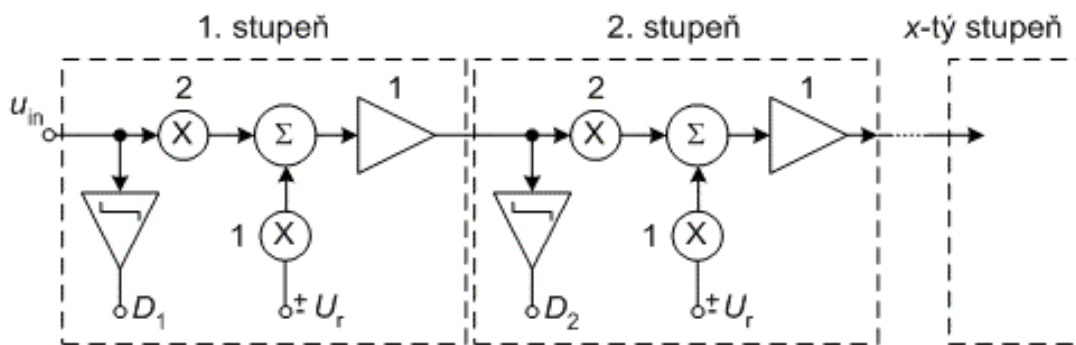 1. stupeň 2. stupeň x-tý stupeň
2 1 2 1
uin
X Σ X Σ
1 X 1 X
D1 ± Ur D2 ± Ur